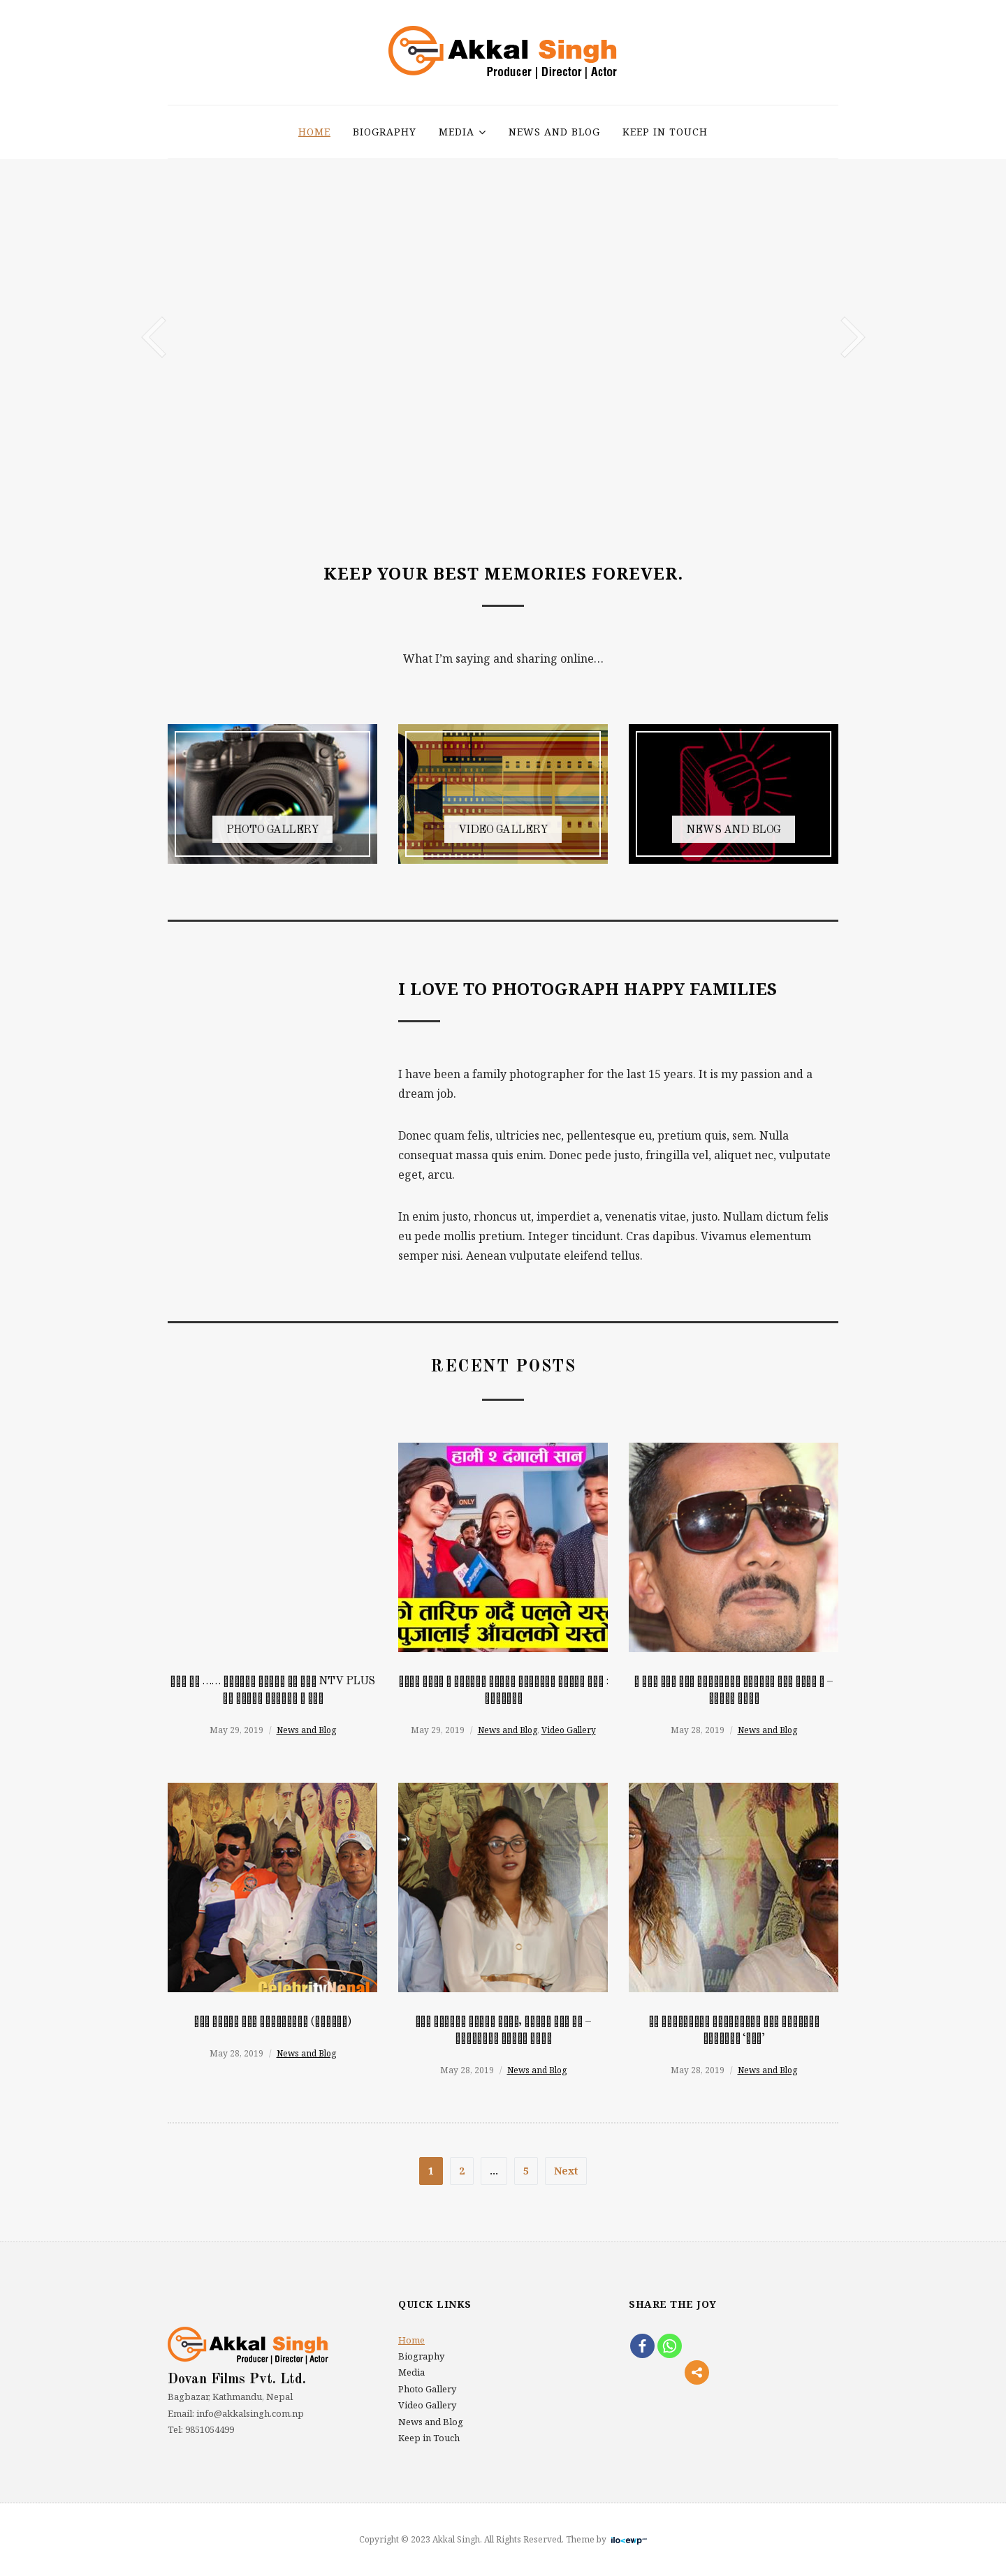 Akkal Singh
Producer | Director | Actor
HOME BIOGRAPHY MEDIA NEWS AND BLOG KEEP IN TOUCH
KEEP YOUR BEST MEMORIES FOREVER.
What I'm saying and sharing online…
PHOTO GALLERY VIDEO GALLERY NEWS AND BLOG
I LOVE TO PHOTOGRAPH HAPPY FAMILIES
I have been a family photographer for the last 15 years. It is my passion and a
dream job.
Donec quam felis, ultricies nec, pellentesque eu, pretium quis, sem. Nulla
consequat massa quis enim. Donec pede justo, fringilla vel, aliquet nec, vulputate
eget, arcu.
In enim justo, rhoncus ut, imperdiet a, venenatis vitae, justo. Nullam dictum felis
eu pede mollis pretium. Integer tincidunt. Cras dapibus. Vivamus elementum
semper nisi. Aenean vulputate eleifend tellus.
RECENT POSTS
हामी २ दंगाली सान
ONLY
को तारिफ गर्दै पलले यस्त
पुजालाई आँचलको यस्तो
…… NTV PLUS
May 29, 2019 / News and Blog
May 29, 2019 / News and Blog, Video Gallery
May 28, 2019 / News and Blog
CelebrityNepal
May 28, 2019 / News and Blog
May 28, 2019 / News and Blog
May 28, 2019 / News and Blog
1 2 … 5 Next
Akkal Singh
Producer | Director | Actor
Dovan Films Pvt. Ltd.
Bagbazar, Kathmandu, Nepal
Email: info@akkalsingh.com.np
Tel: 9851054499
QUICK LINKS
Home
Biography
Media
Photo Gallery
Video Gallery
News and Blog
Keep in Touch
SHARE THE JOY
Copyright © 2023 Akkal Singh. All Rights Reserved. Theme by ilovewp